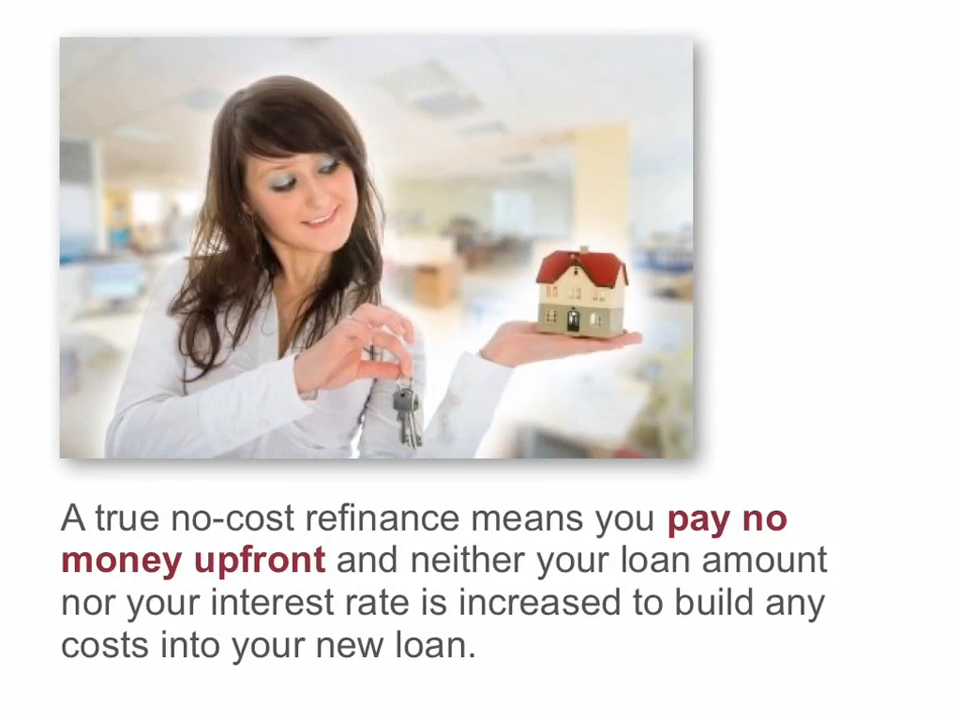 A true no-cost refinance means you pay no
money upfront and neither your loan amount
nor your interest rate is increased to build any
costs into your new loan.